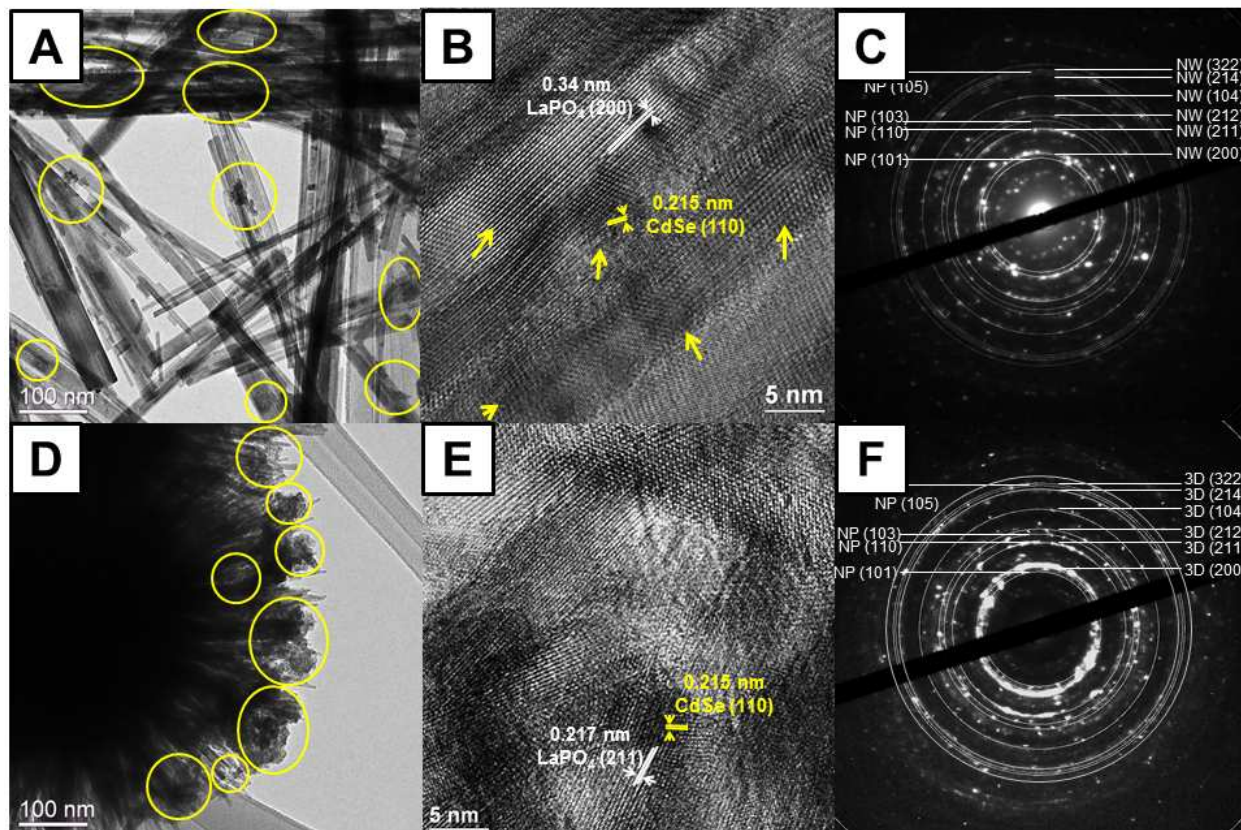 A
100 nm
B
0.34 nm
LaPO₄ (200)
0.215 nm
CdSe (110)
5 nm
C
NP (105)
NP (103)
NP (110)
NP (101)
NW (322)
NW (214)
NW (104)
NW (212)
NW (211)
NW (200)
D
100 nm
E
0.215 nm
CdSe (110)
0.217 nm
LaPO₄ (211)
5 nm
F
NP (105)
NP (103)
NP (110)
NP (101)
3D (322)
3D (214)
3D (104)
3D (212)
3D (211)
3D (200)